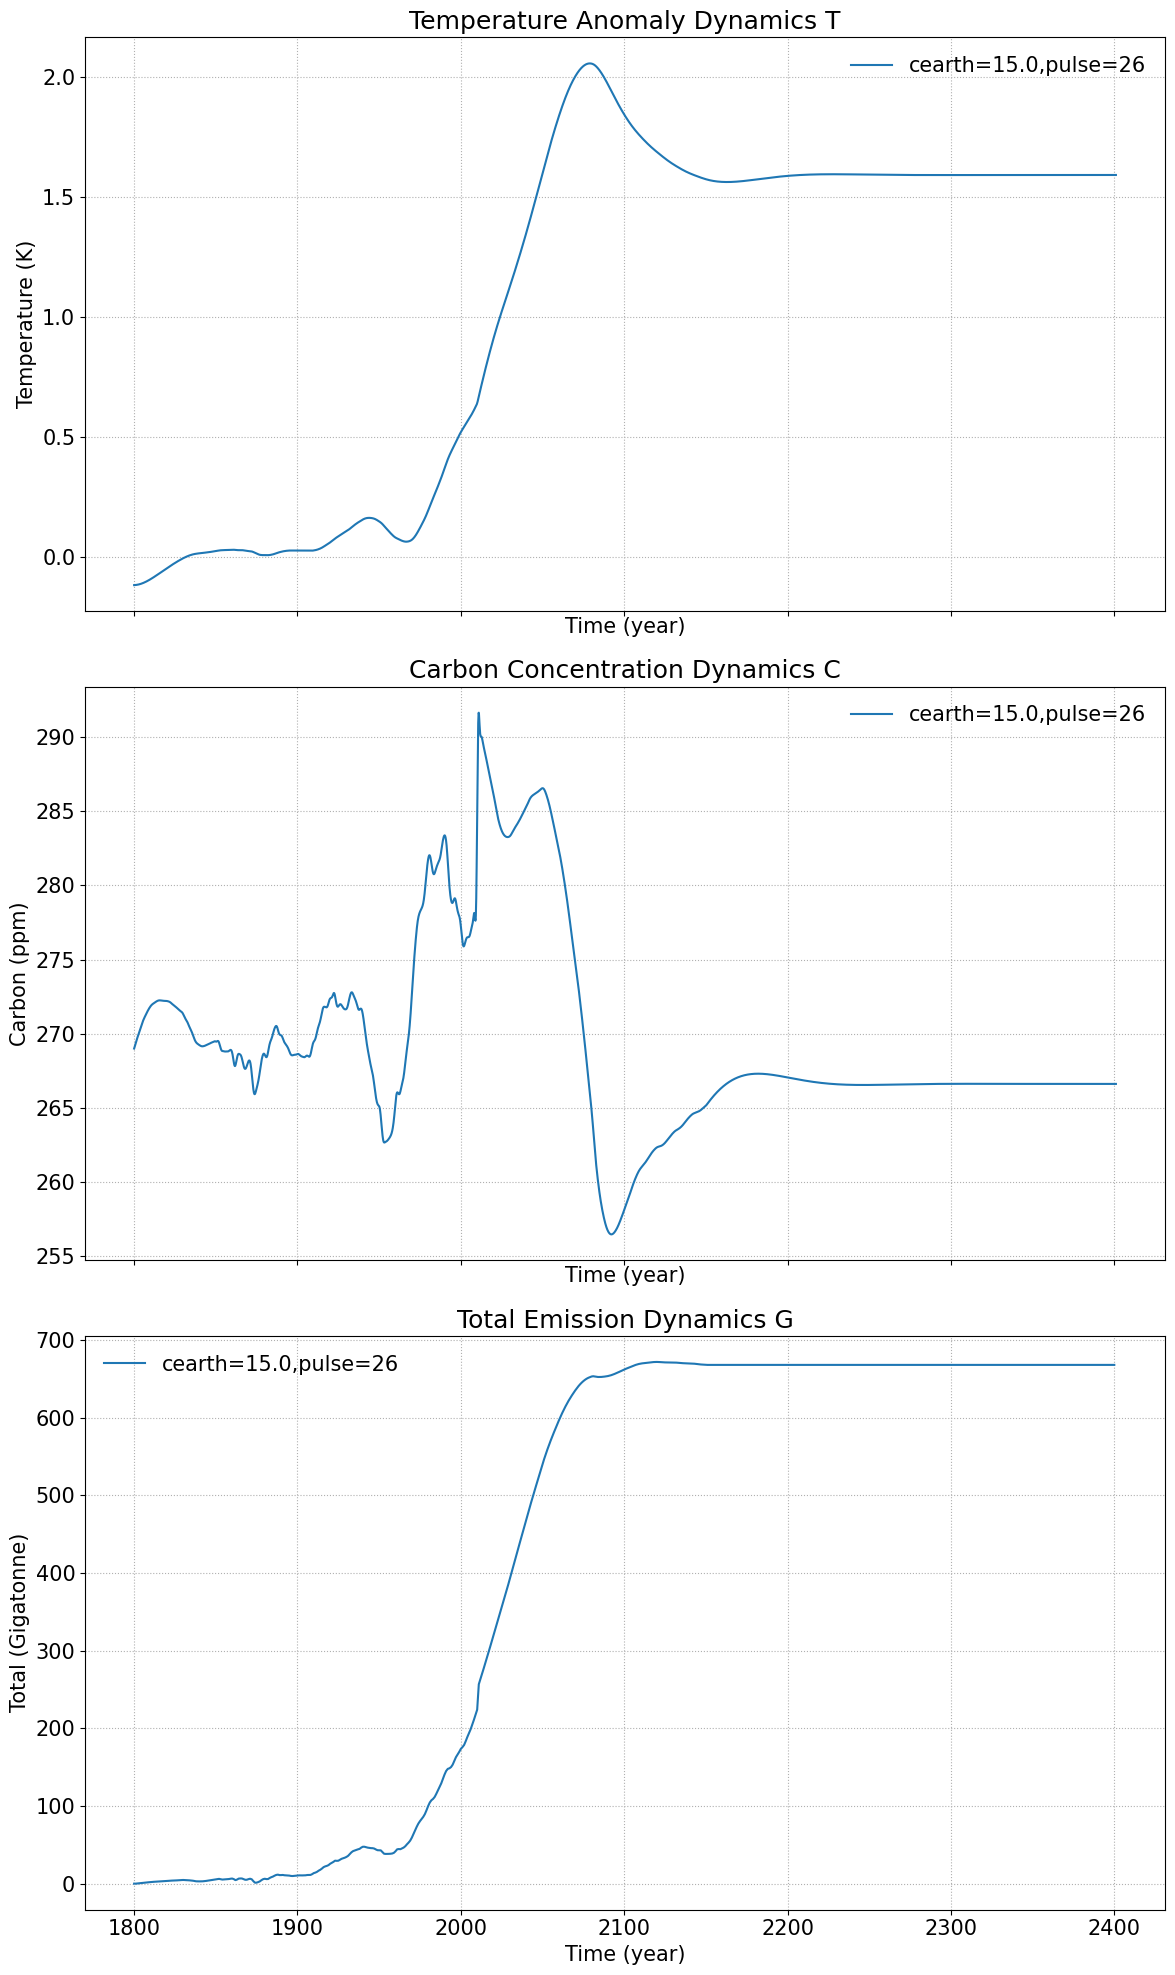 Temperature Anomaly Dynamics T
cearth=15.0,pulse=26
2.0
1.5
1.0
0.5
0.0
Temperature (K)
Time (year)
Carbon Concentration Dynamics C
cearth=15.0,pulse=26
290
285
280
275
270
265
260
255
Carbon (ppm)
Time (year)
Total Emission Dynamics G
cearth=15.0,pulse=26
700
600
500
400
300
200
100
0
Total (Gigatonne)
1800 1900 2000 2100 2200 2300 2400
Time (year)